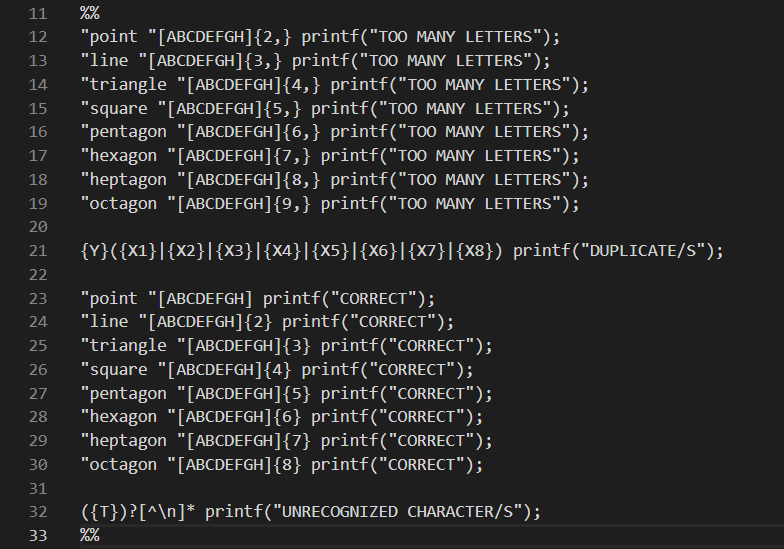 11 %%
12 "point "[ABCDEFGH]{2,} printf("TOO MANY LETTERS");
13 "line "[ABCDEFGH]{3,} printf("TOO MANY LETTERS");
14 "triangle "[ABCDEFGH]{4,} printf("TOO MANY LETTERS");
15 "square "[ABCDEFGH]{5,} printf("TOO MANY LETTERS");
16 "pentagon "[ABCDEFGH]{6,} printf("TOO MANY LETTERS");
17 "hexagon "[ABCDEFGH]{7,} printf("TOO MANY LETTERS");
18 "heptagon "[ABCDEFGH]{8,} printf("TOO MANY LETTERS");
19 "octagon "[ABCDEFGH]{9,} printf("TOO MANY LETTERS");
20
21 {Y}({X1}|{X2}|{X3}|{X4}|{X5}|{X6}|{X7}|{X8}) printf("DUPLICATE/S");
22
23 "point "[ABCDEFGH] printf("CORRECT");
24 "line "[ABCDEFGH]{2} printf("CORRECT");
25 "triangle "[ABCDEFGH]{3} printf("CORRECT");
26 "square "[ABCDEFGH]{4} printf("CORRECT");
27 "pentagon "[ABCDEFGH]{5} printf("CORRECT");
28 "hexagon "[ABCDEFGH]{6} printf("CORRECT");
29 "heptagon "[ABCDEFGH]{7} printf("CORRECT");
30 "octagon "[ABCDEFGH]{8} printf("CORRECT");
31
32 ({T})?[^\n]* printf("UNRECOGNIZED CHARACTER/S");
33 %%